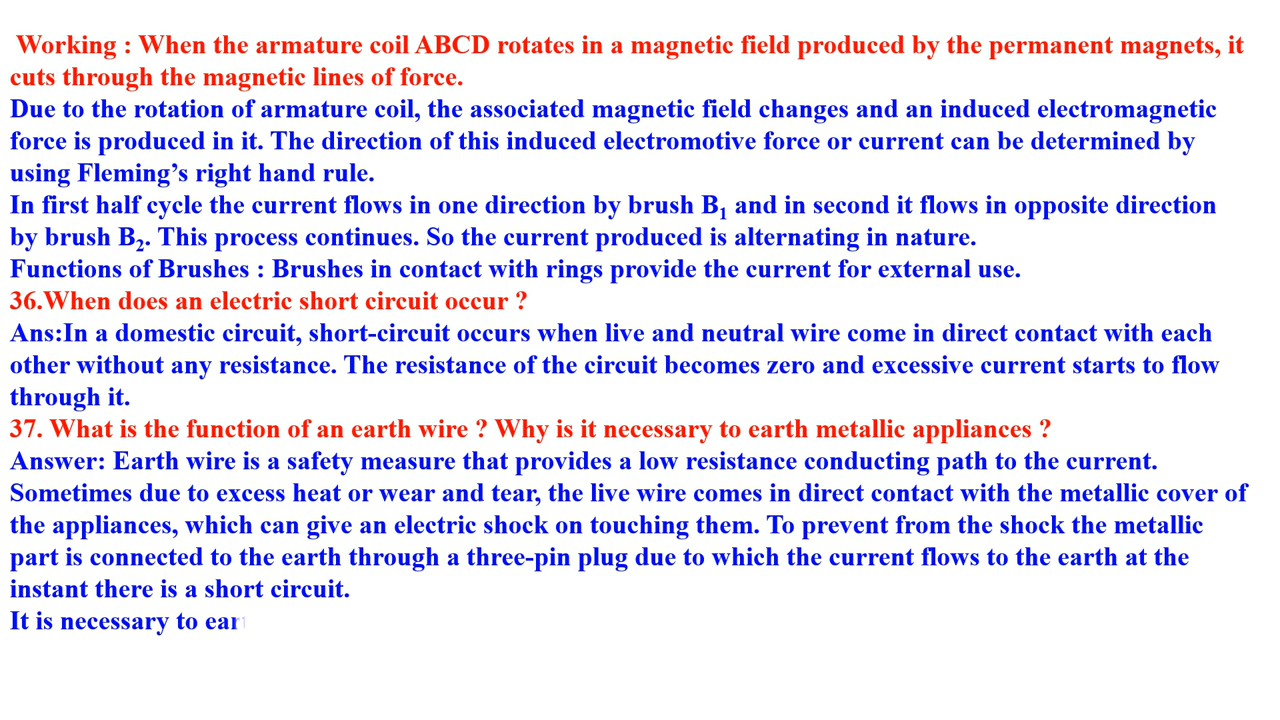 Working : When the armature coil ABCD rotates in a magnetic field produced by the permanent magnets, it
cuts through the magnetic lines of force.
Due to the rotation of armature coil, the associated magnetic field changes and an induced electromagnetic
force is produced in it. The direction of this induced electromotive force or current can be determined by
using Fleming’s right hand rule.
In first half cycle the current flows in one direction by brush B₁ and in second it flows in opposite direction
by brush B₂. This process continues. So the current produced is alternating in nature.
Functions of Brushes : Brushes in contact with rings provide the current for external use.
36.When does an electric short circuit occur ?
Ans:In a domestic circuit, short-circuit occurs when live and neutral wire come in direct contact with each
other without any resistance. The resistance of the circuit becomes zero and excessive current starts to flow
through it.
37. What is the function of an earth wire ? Why is it necessary to earth metallic appliances ?
Answer: Earth wire is a safety measure that provides a low resistance conducting path to the current.
Sometimes due to excess heat or wear and tear, the live wire comes in direct contact with the metallic cover of
the appliances, which can give an electric shock on touching them. To prevent from the shock the metallic
part is connected to the earth through a three-pin plug due to which the current flows to the earth at the
instant there is a short circuit.
It is necessary to ear